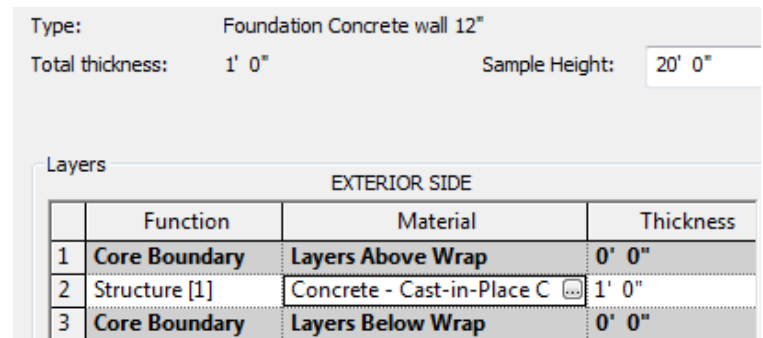 Type: Foundation Concrete wall 12"
Total thickness: 1' 0" Sample Height: 20' 0"
Layers
EXTERIOR SIDE
Function Material Thickness
1 Core Boundary Layers Above Wrap 0' 0"
2 Structure [1] Concrete - Cast-in-Place C ... 1' 0"
3 Core Boundary Layers Below Wrap 0' 0"